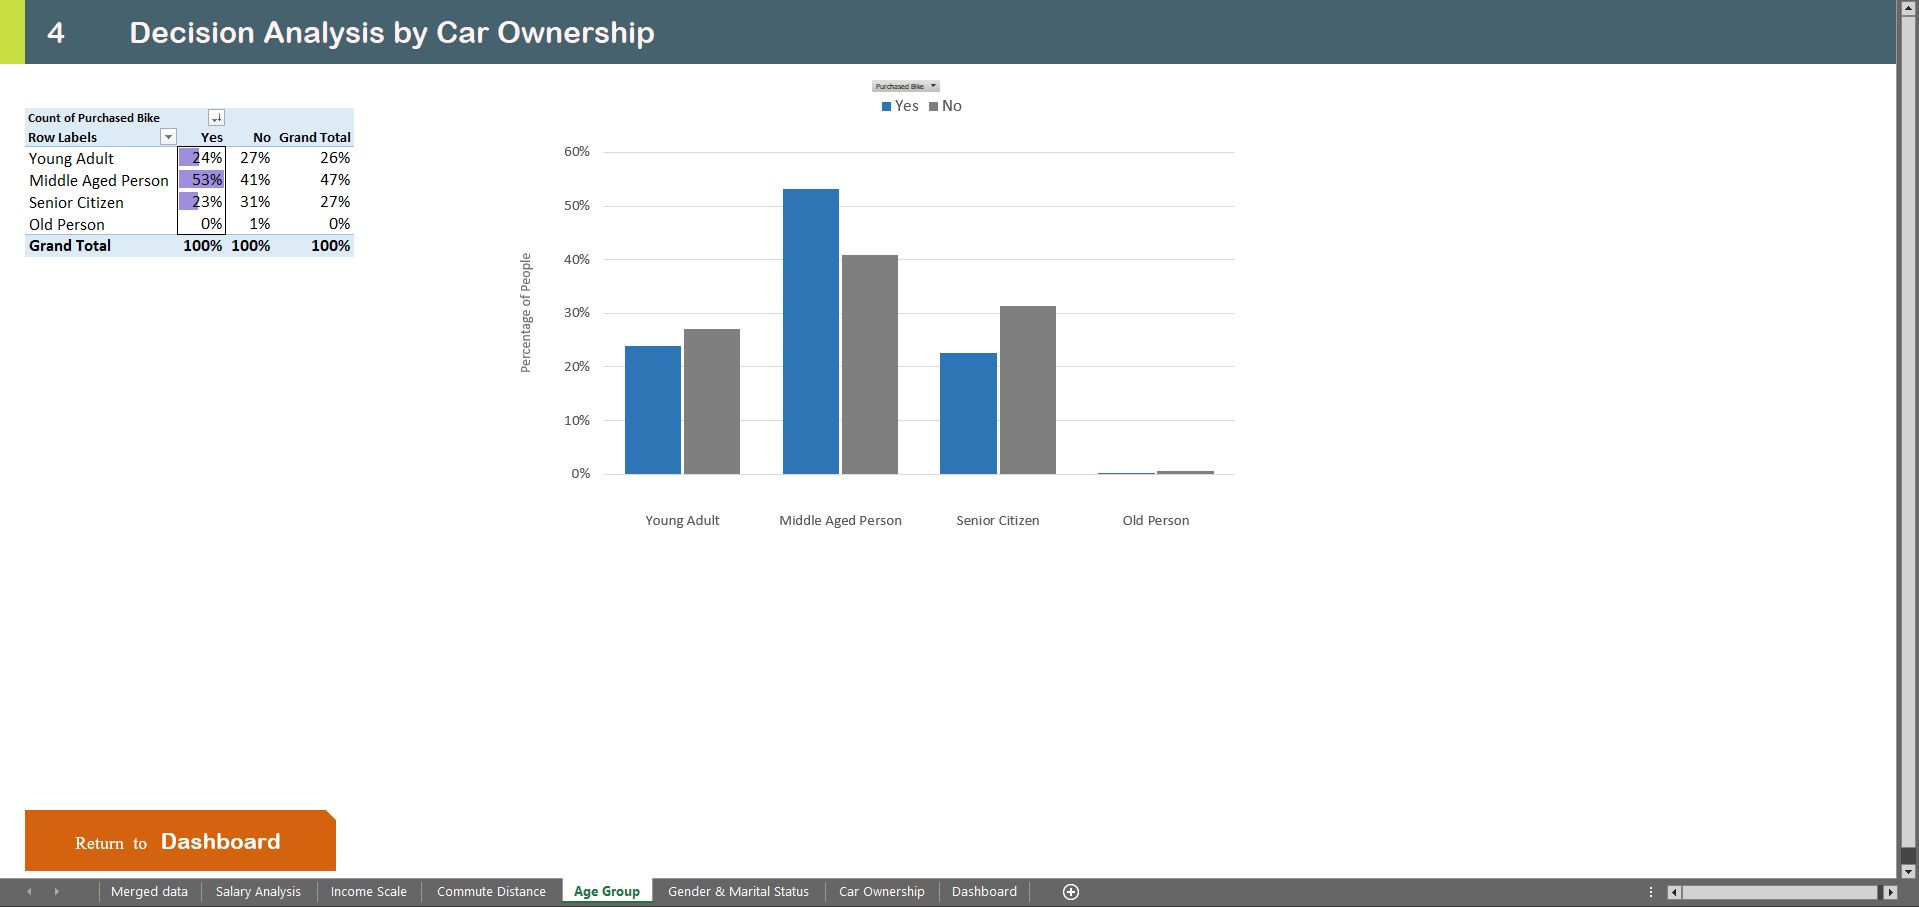 4 Decision Analysis by Car Ownership
Count of Purchased Bike
Row Labels Yes No Grand Total
Young Adult 24% 27% 26%
Middle Aged Person 53% 41% 47%
Senior Citizen 23% 31% 27%
Old Person 0% 1% 0%
Grand Total 100% 100% 100%
Purchased Bike
Yes No
Percentage of People
60%
50%
40%
30%
20%
10%
0%
Young Adult Middle Aged Person Senior Citizen Old Person
Return to Dashboard
Merged data Salary Analysis Income Scale Commute Distance Age Group Gender & Marital Status Car Ownership Dashboard